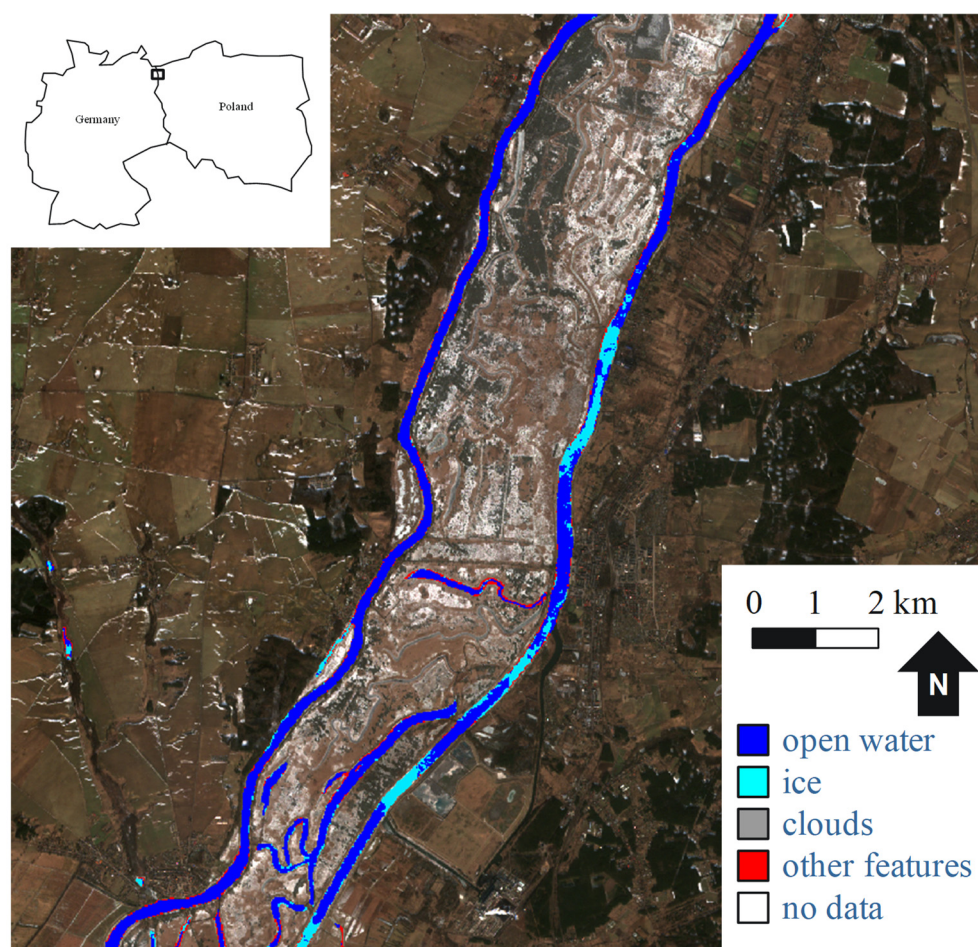 Germany
Poland
0 1 2 km
N
open water
ice
clouds
other features
no data